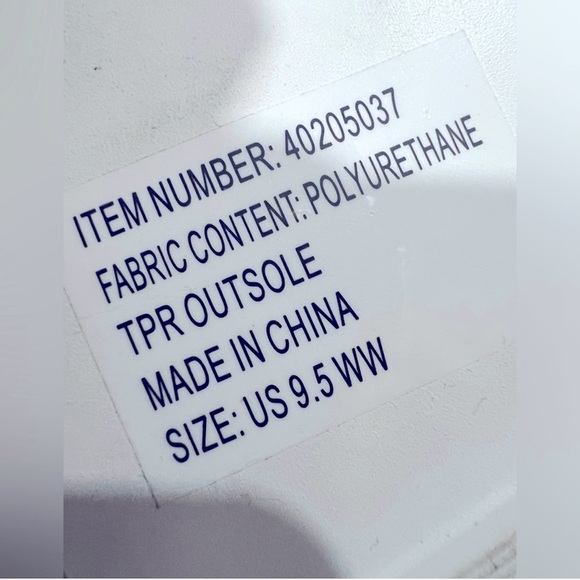 ITEM NUMBER: 40205037
FABRIC CONTENT: POLYURETHANE
TPR OUTSOLE
MADE IN CHINA
SIZE: US 9.5 WW